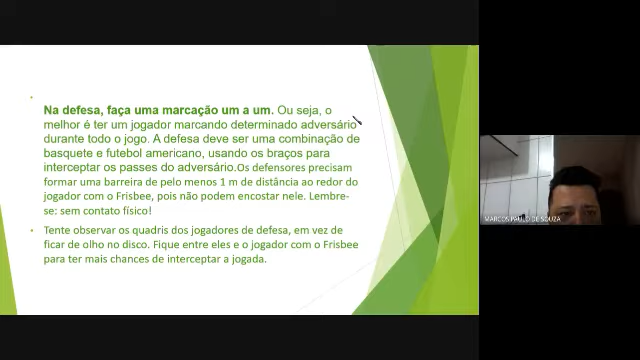 Na defesa, faça uma marcação um a um. Ou seja, o
melhor é ter um jogador marcando determinado adversário
durante todo o jogo. A defesa deve ser uma combinação de
basquete e futebol americano, usando os braços para
interceptar os passes do adversário.Os defensores precisam
formar uma barreira de pelo menos 1 m de distância ao redor do
jogador com o Frisbee, pois não podem encostar nele. Lembre-
se: sem contato físico!
Tente observar os quadris dos jogadores de defesa, em vez de
ficar de olho no disco. Fique entre eles e o jogador com o Frisbee
para ter mais chances de interceptar a jogada.
MARCOS PAULO DE SOUZA